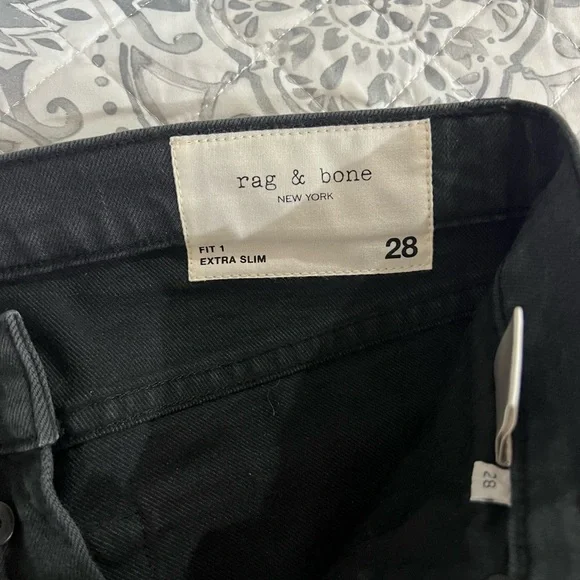 rag & bone
NEW YORK
FIT 1
EXTRA SLIM
28
28